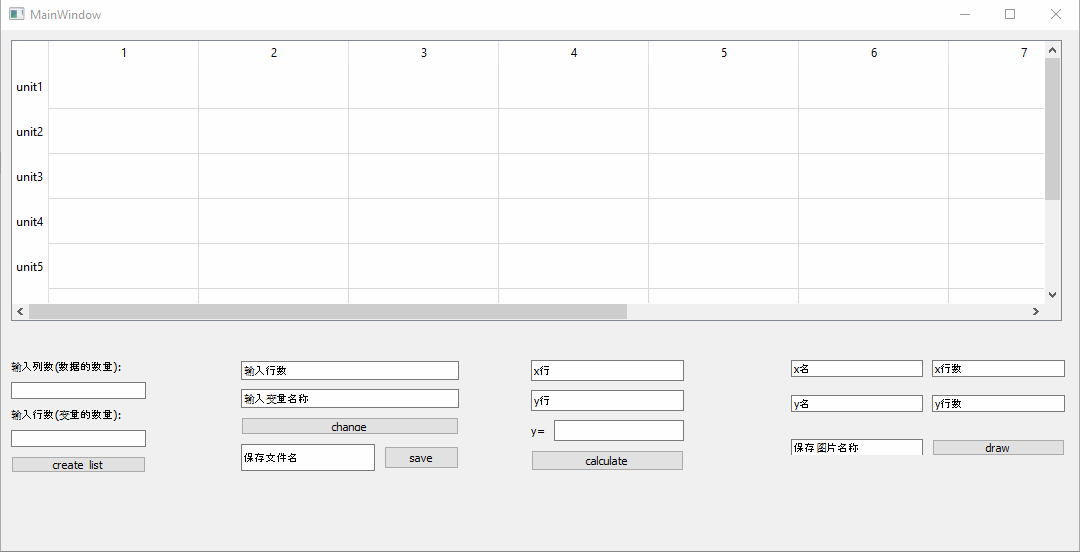 MainWindow
1 2 3 4 5 6 7
unit1
unit2
unit3
unit4
unit5
输入列数(数据的数量):
输入行数(变量的数量):
create list
输入行数
输入变量名称
change
保存文件名 save
x行
y行
y=
calculate
x名 x行数
y名 y行数
保存图片名称 draw